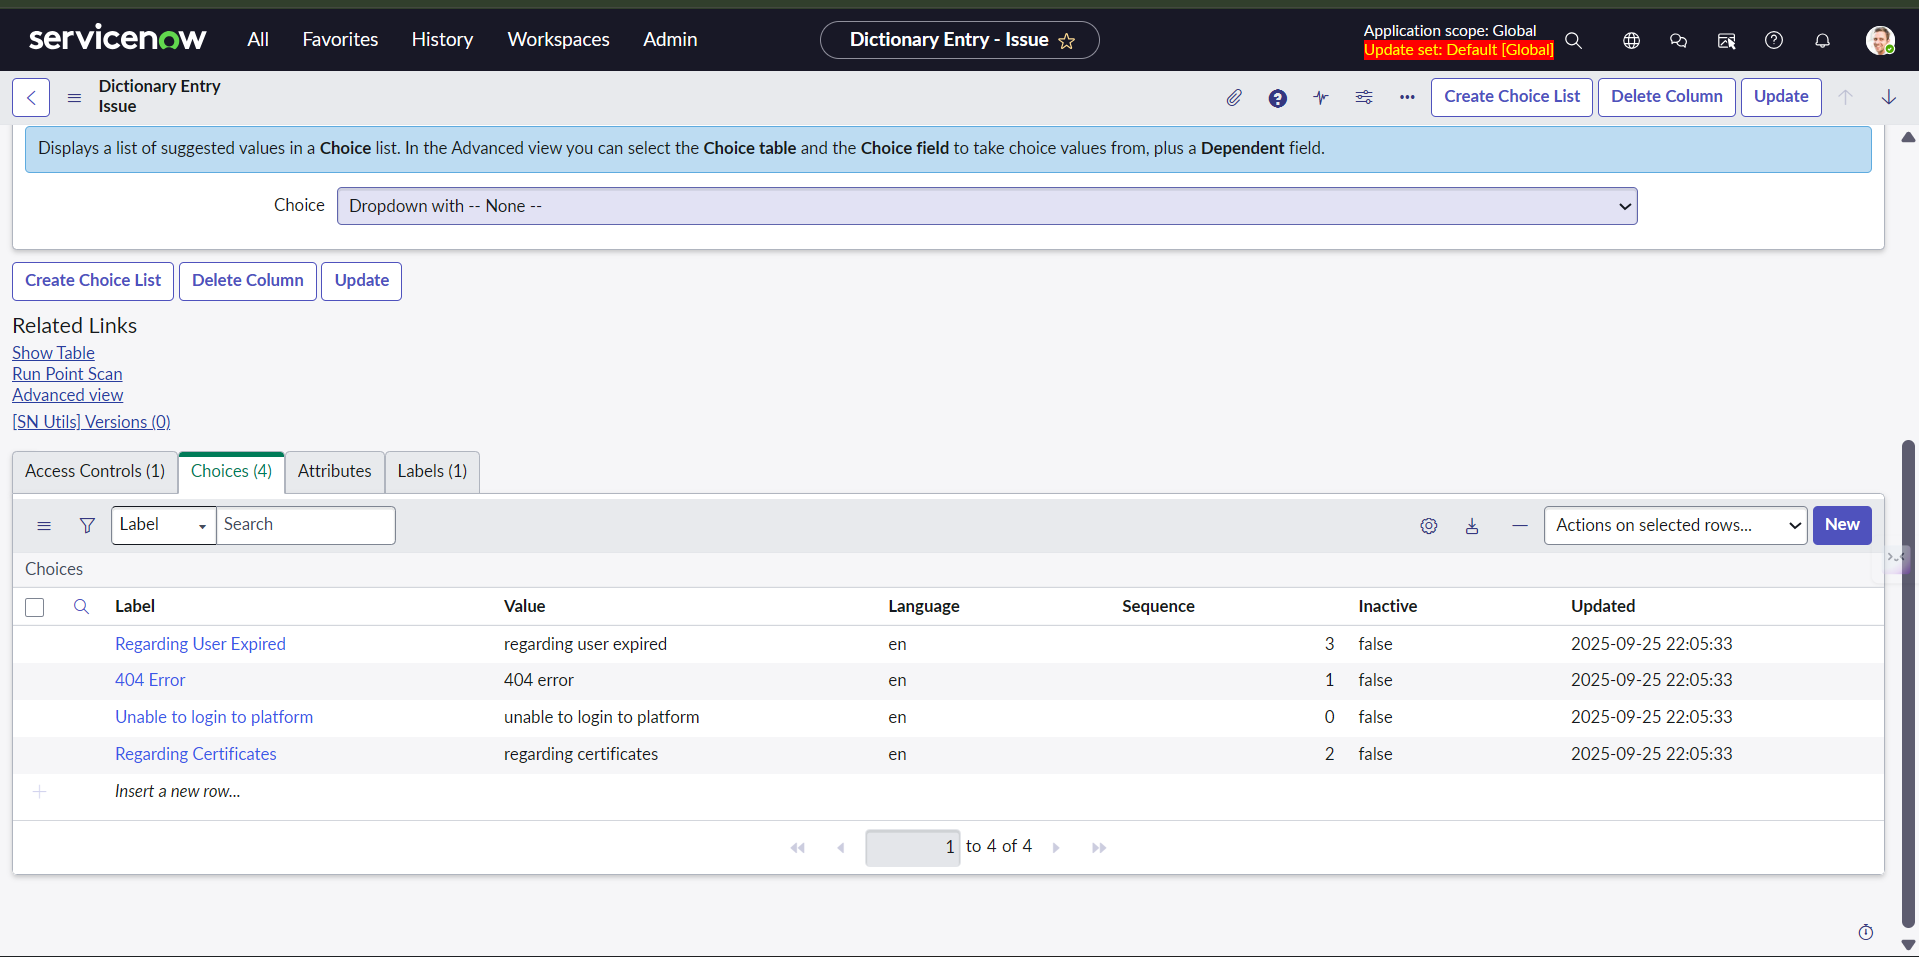 servicenow All Favorites History Workspaces Admin Dictionary Entry - Issue Application scope: Global
Update set: Default [Global]
Dictionary Entry
Issue
Create Choice List Delete Column Update
Displays a list of suggested values in a Choice list. In the Advanced view you can select the Choice table and the Choice field to take choice values from, plus a Dependent field.
Choice Dropdown with -- None --
Create Choice List Delete Column Update
Related Links
Show Table
Run Point Scan
Advanced view
[SN Utils] Versions (0)
Access Controls (1) Choices (4) Attributes Labels (1)
Label Search Actions on selected rows... New
Choices
Label Value Language Sequence Inactive Updated
Regarding User Expired regarding user expired en 3 false 2025-09-25 22:05:33
404 Error 404 error en 1 false 2025-09-25 22:05:33
Unable to login to platform unable to login to platform en 0 false 2025-09-25 22:05:33
Regarding Certificates regarding certificates en 2 false 2025-09-25 22:05:33
Insert a new row...
1 to 4 of 4